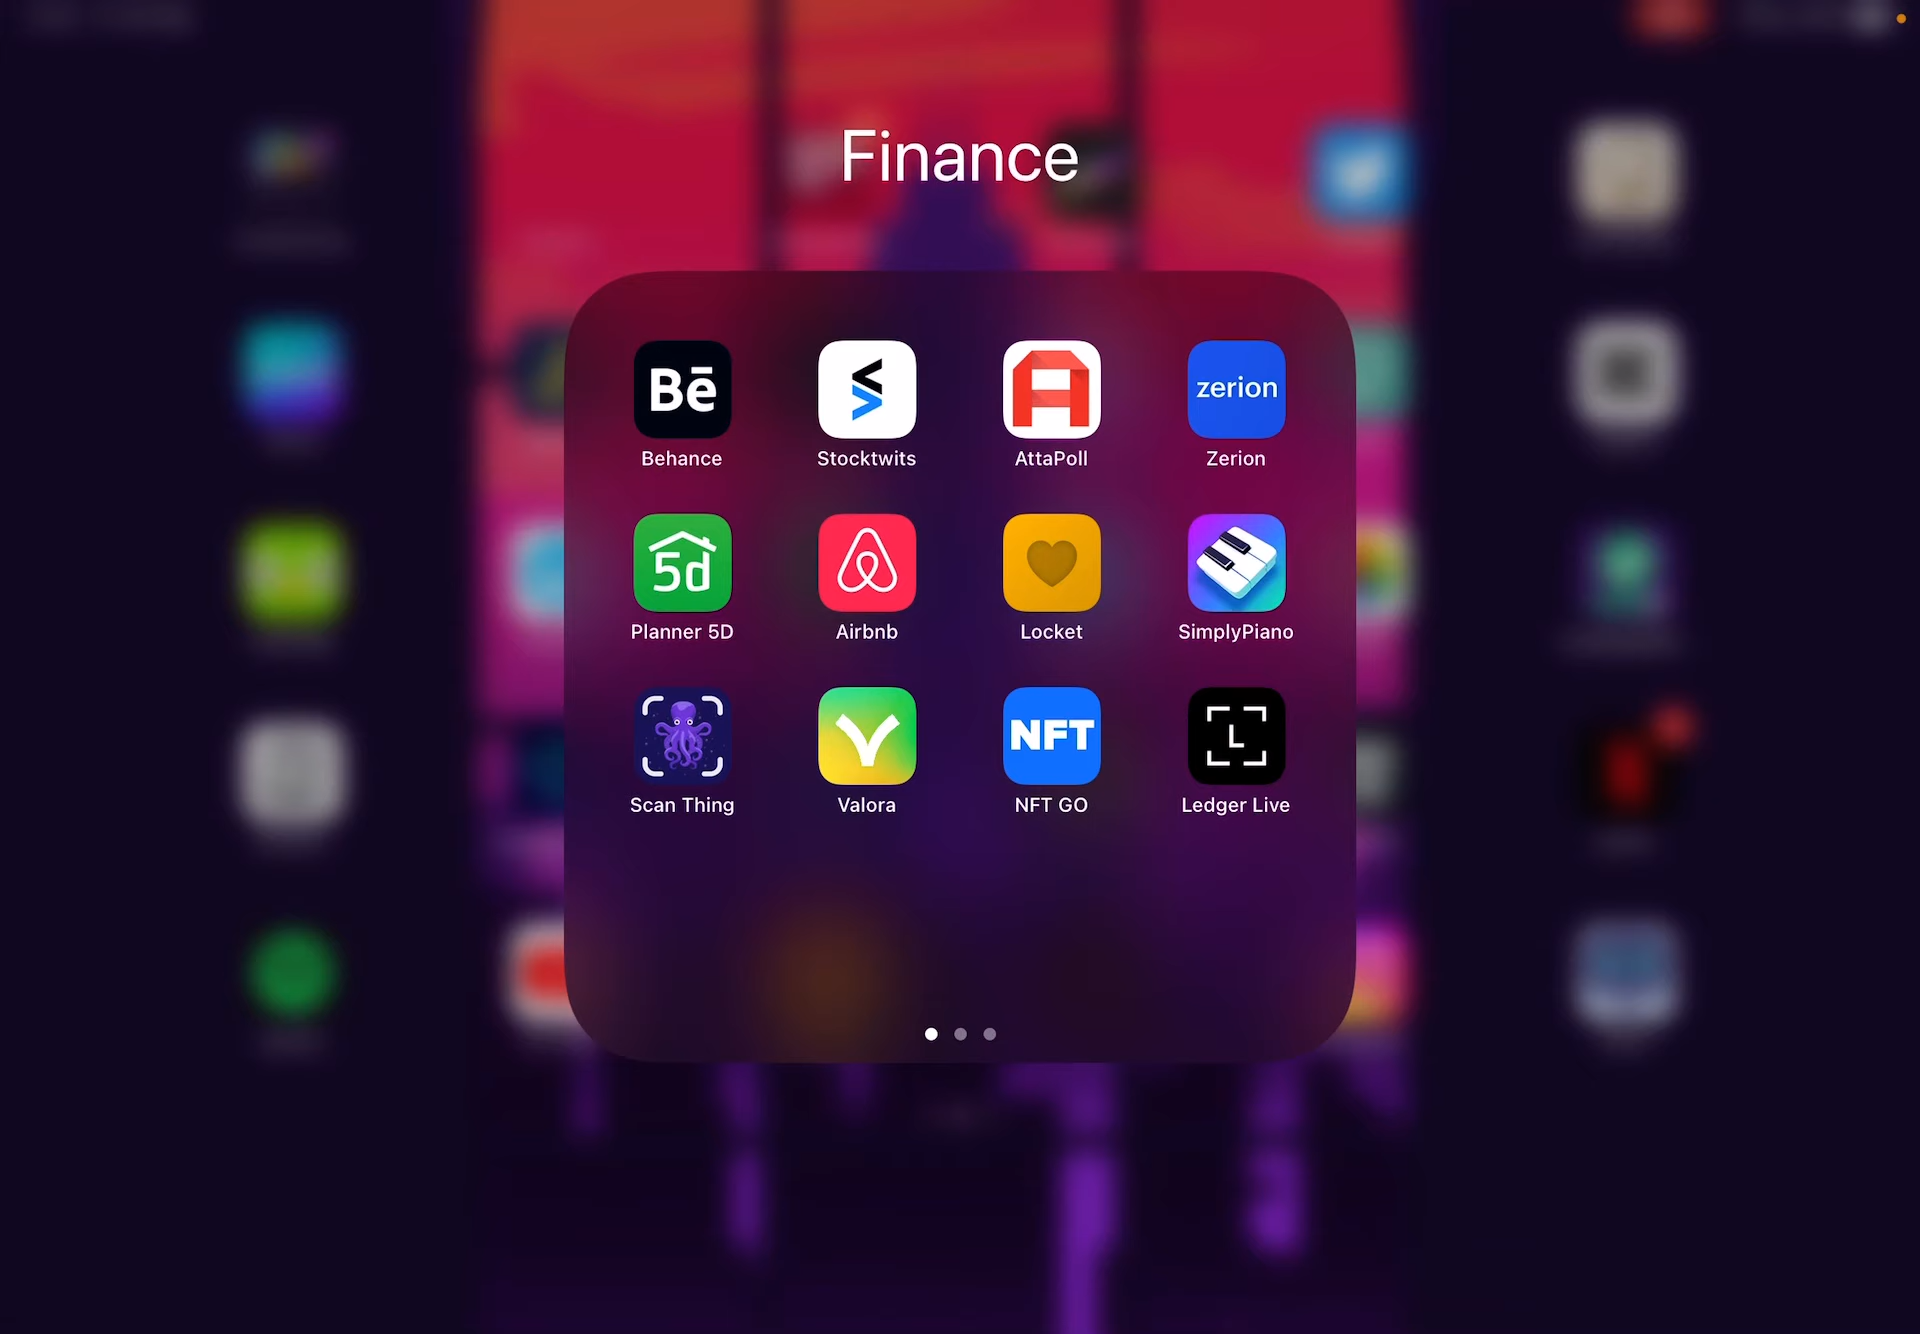 Finance
Bē
zerion
Behance
Stocktwits
AttaPoll
Zerion
5d
Planner 5D
Airbnb
Locket
SimplyPiano
NFT
L
Scan Thing
Valora
NFT GO
Ledger Live